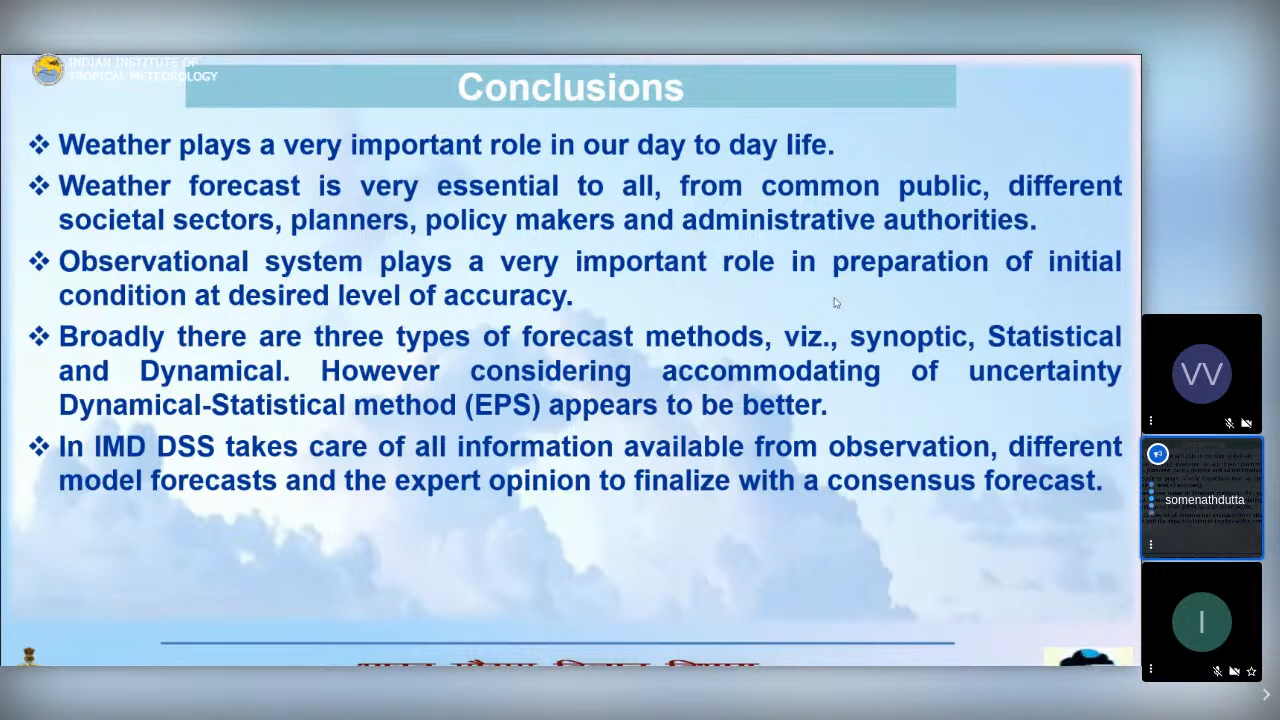 INDIAN INSTITUTE OF
TROPICAL METEOROLOGY
Conclusions
❖ Weather plays a very important role in our day to day life.
❖ Weather forecast is very essential to all, from common public, different
societal sectors, planners, policy makers and administrative authorities.
❖ Observational system plays a very important role in preparation of initial
condition at desired level of accuracy.
❖ Broadly there are three types of forecast methods, viz., synoptic, Statistical
and Dynamical. However considering accommodating of uncertainty
Dynamical-Statistical method (EPS) appears to be better.
❖ In IMD DSS takes care of all information available from observation, different
model forecasts and the expert opinion to finalize with a consensus forecast.
VV
somenathdutta
I